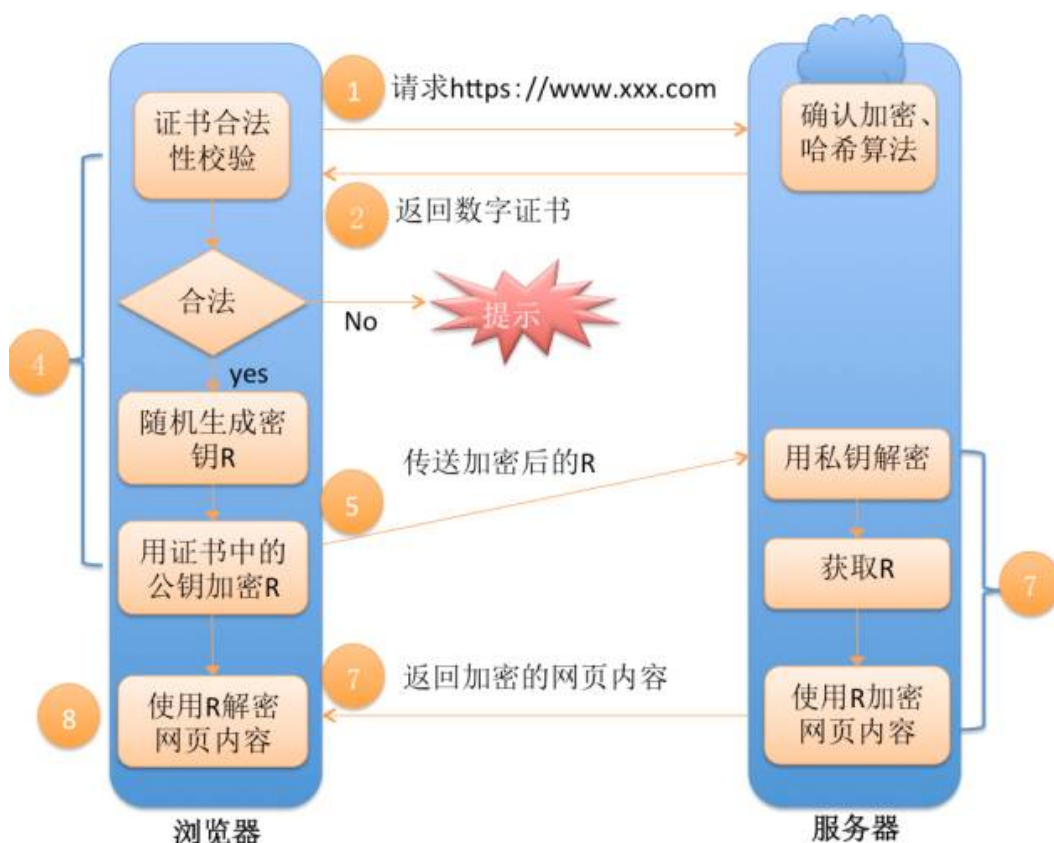 1
请求https://www.xxx.com
证书合法
性校验
确认加密、
哈希算法
2
返回数字证书
合法
No
提示
4
yes
随机生成密
钥R
传送加密后的R
用私钥解密
5
用证书中的
公钥加密R
获取R
7
7
返回加密的网页内容
8
使用R解密
网页内容
使用R加密
网页内容
浏览器
服务器